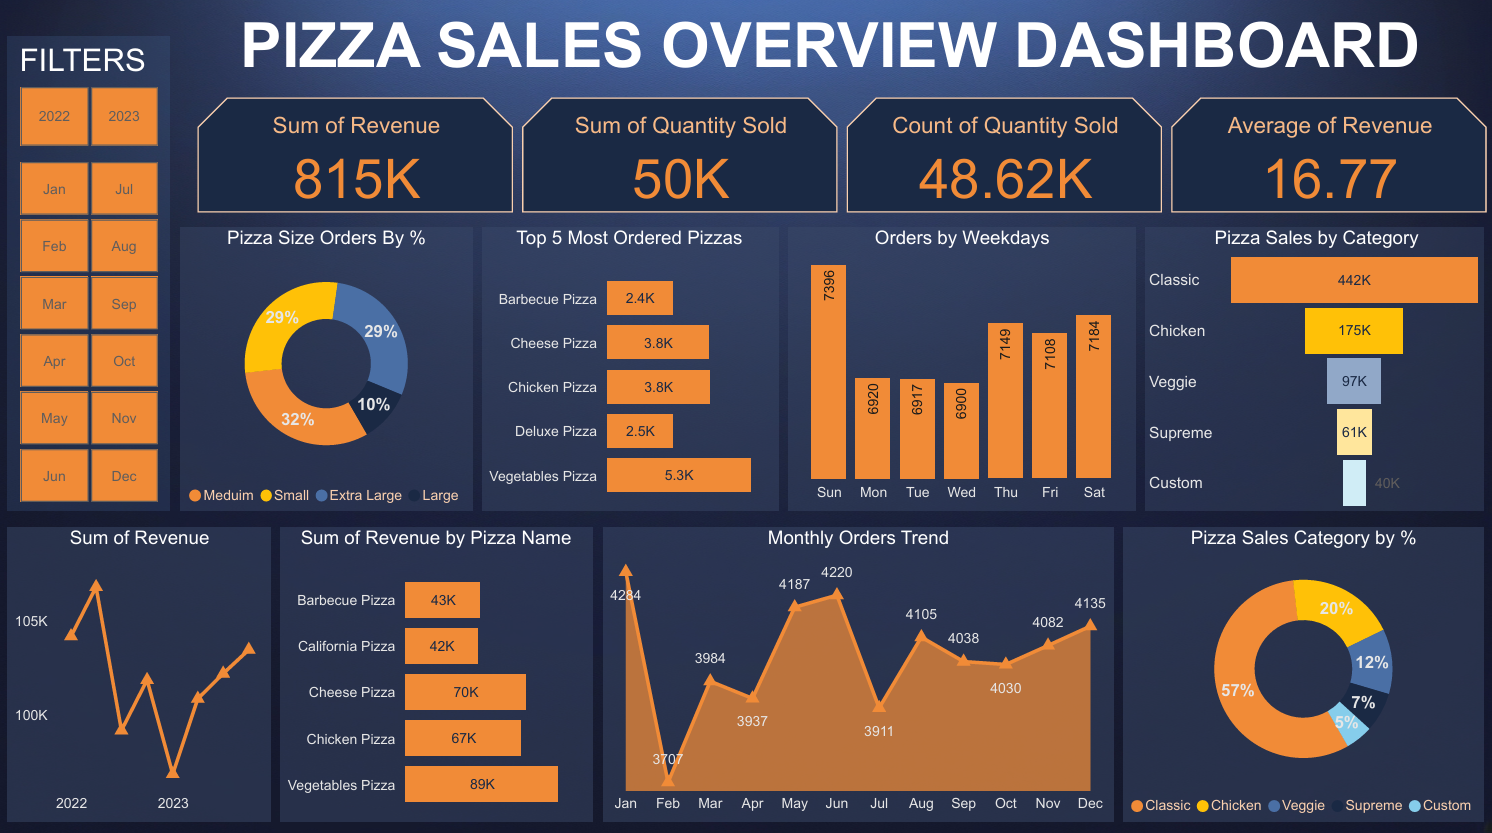 PIZZA SALES OVERVIEW DASHBOARD
FILTERS
2022 2023
Jan Jul
Feb Aug
Mar Sep
Apr Oct
May Nov
Jun Dec
Sum of Revenue
815K
Sum of Quantity Sold
50K
Count of Quantity Sold
48.62K
Average of Revenue
16.77
Pizza Size Orders By %
29%
29%
10%
32%
Meduim Small Extra Large Large
Top 5 Most Ordered Pizzas
Barbecue Pizza 2.4K
Cheese Pizza 3.8K
Chicken Pizza 3.8K
Deluxe Pizza 2.5K
Vegetables Pizza 5.3K
Orders by Weekdays
7396 6920 6917 6900 7149 7108 7184
Sun Mon Tue Wed Thu Fri Sat
Pizza Sales by Category
Classic 442K
Chicken 175K
Veggie 97K
Supreme 61K
Custom 40K
Sum of Revenue
105K
100K
2022 2023
Sum of Revenue by Pizza Name
Barbecue Pizza 43K
California Pizza 42K
Cheese Pizza 70K
Chicken Pizza 67K
Vegetables Pizza 89K
Monthly Orders Trend
4284 3707 3984 3937 4187 4220 3911 4105 4038 4030 4082 4135
Jan Feb Mar Apr May Jun Jul Aug Sep Oct Nov Dec
Pizza Sales Category by %
20%
12%
7%
5%
57%
Classic Chicken Veggie Supreme Custom